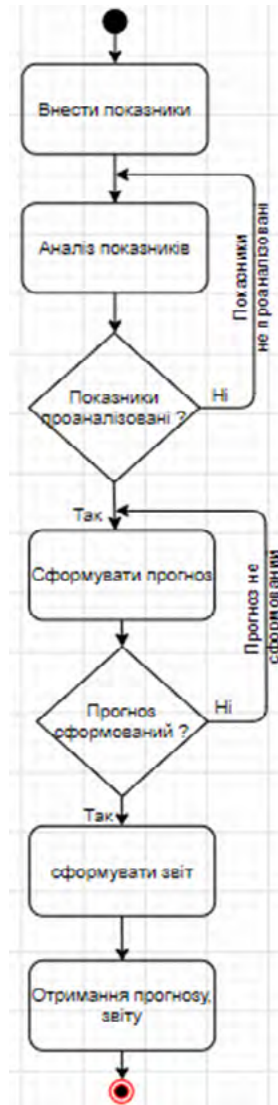 Внести показники
Аналіз показників
Показники
не проаналізовані
Показники
проаналізовані ?
Ні
Так
Сформувати прогноз
Прогноз не
сформований
Прогноз
сформований ?
Ні
Так
сформувати звіт
Отримання прогнозу,
звіту